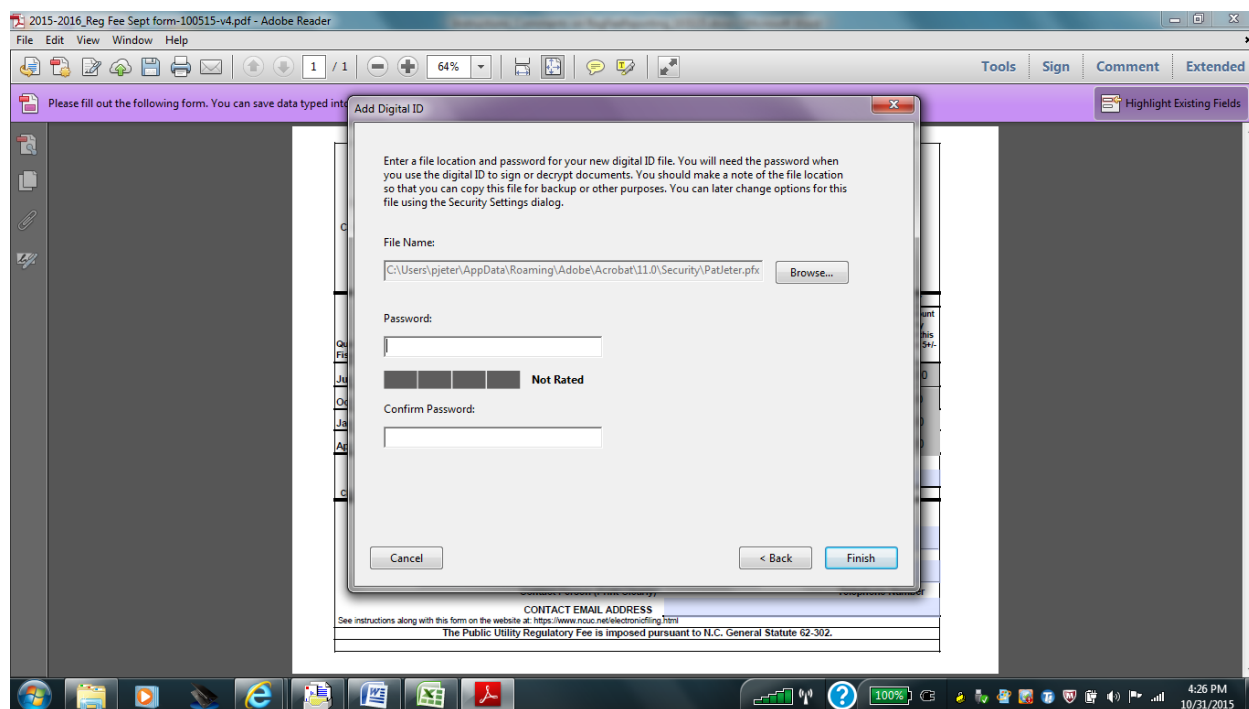 2015-2016_Reg Fee Sept form-100515-v4.pdf - Adobe Reader
File Edit View Window Help
1 / 1 64% Tools Sign Comment Extended
Please fill out the following form. You can save data typed into
Highlight Existing Fields
Add Digital ID
Enter a file location and password for your new digital ID file. You will need the password when
you use the digital ID to sign or decrypt documents. You should make a note of the file location
so that you can copy this file for backup or other purposes. You can later change options for this
file using the Security Settings dialog.
File Name:
C:\Users\pjeter\AppData\Roaming\Adobe\Acrobat\11.0\Security\PatJeter.pfx
Browse...
Password:
Not Rated
Confirm Password:
Cancel < Back Finish
CONTACT EMAIL ADDRESS
See instructions along with this form on the website at: https://www.ncuc.net/electronicfiling.html
The Public Utility Regulatory Fee is imposed pursuant to N.C. General Statute 62-302.
100%
4:26 PM
10/31/2015